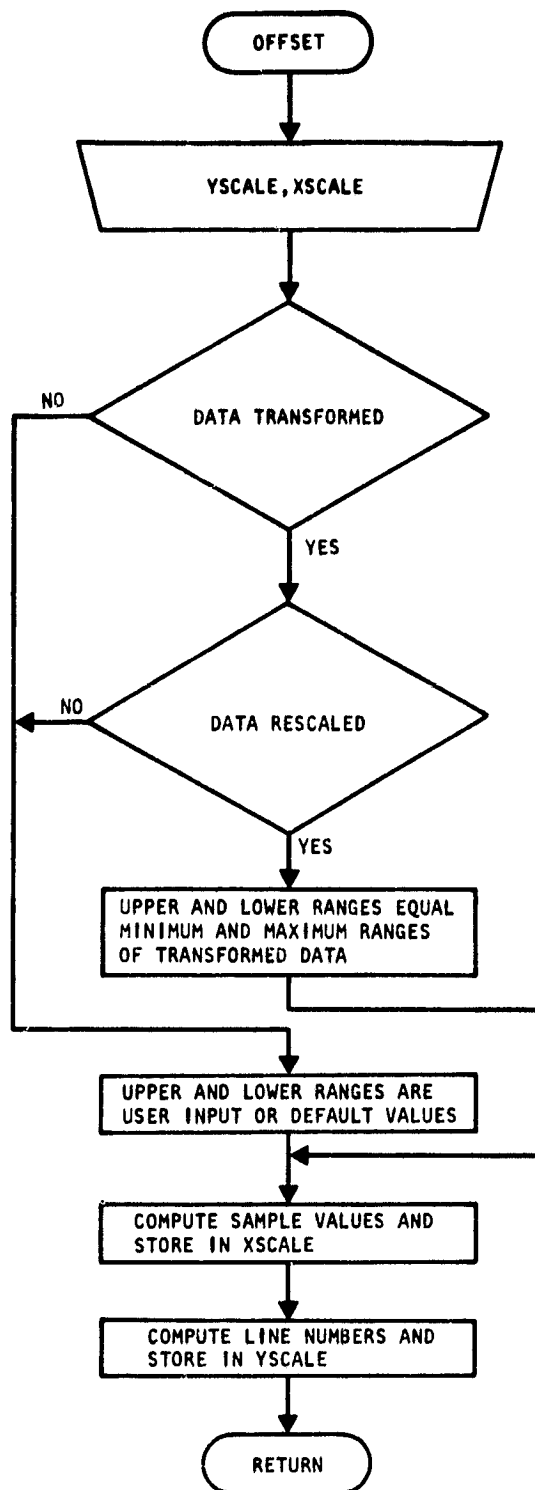 OFFSET
YSCALE,XSCALE
NO
DATA TRANSFORMED
YES
NO
DATA RESCALED
YES
UPPER AND LOWER RANGES EQUAL
MINIMUM AND MAXIMUM RANGES
OF TRANSFORMED DATA
UPPER AND LOWER RANGES ARE
USER INPUT OR DEFAULT VALUES
COMPUTE SAMPLE VALUES AND
STORE IN XSCALE
COMPUTE LINE NUMBERS AND
STORE IN YSCALE
RETURN